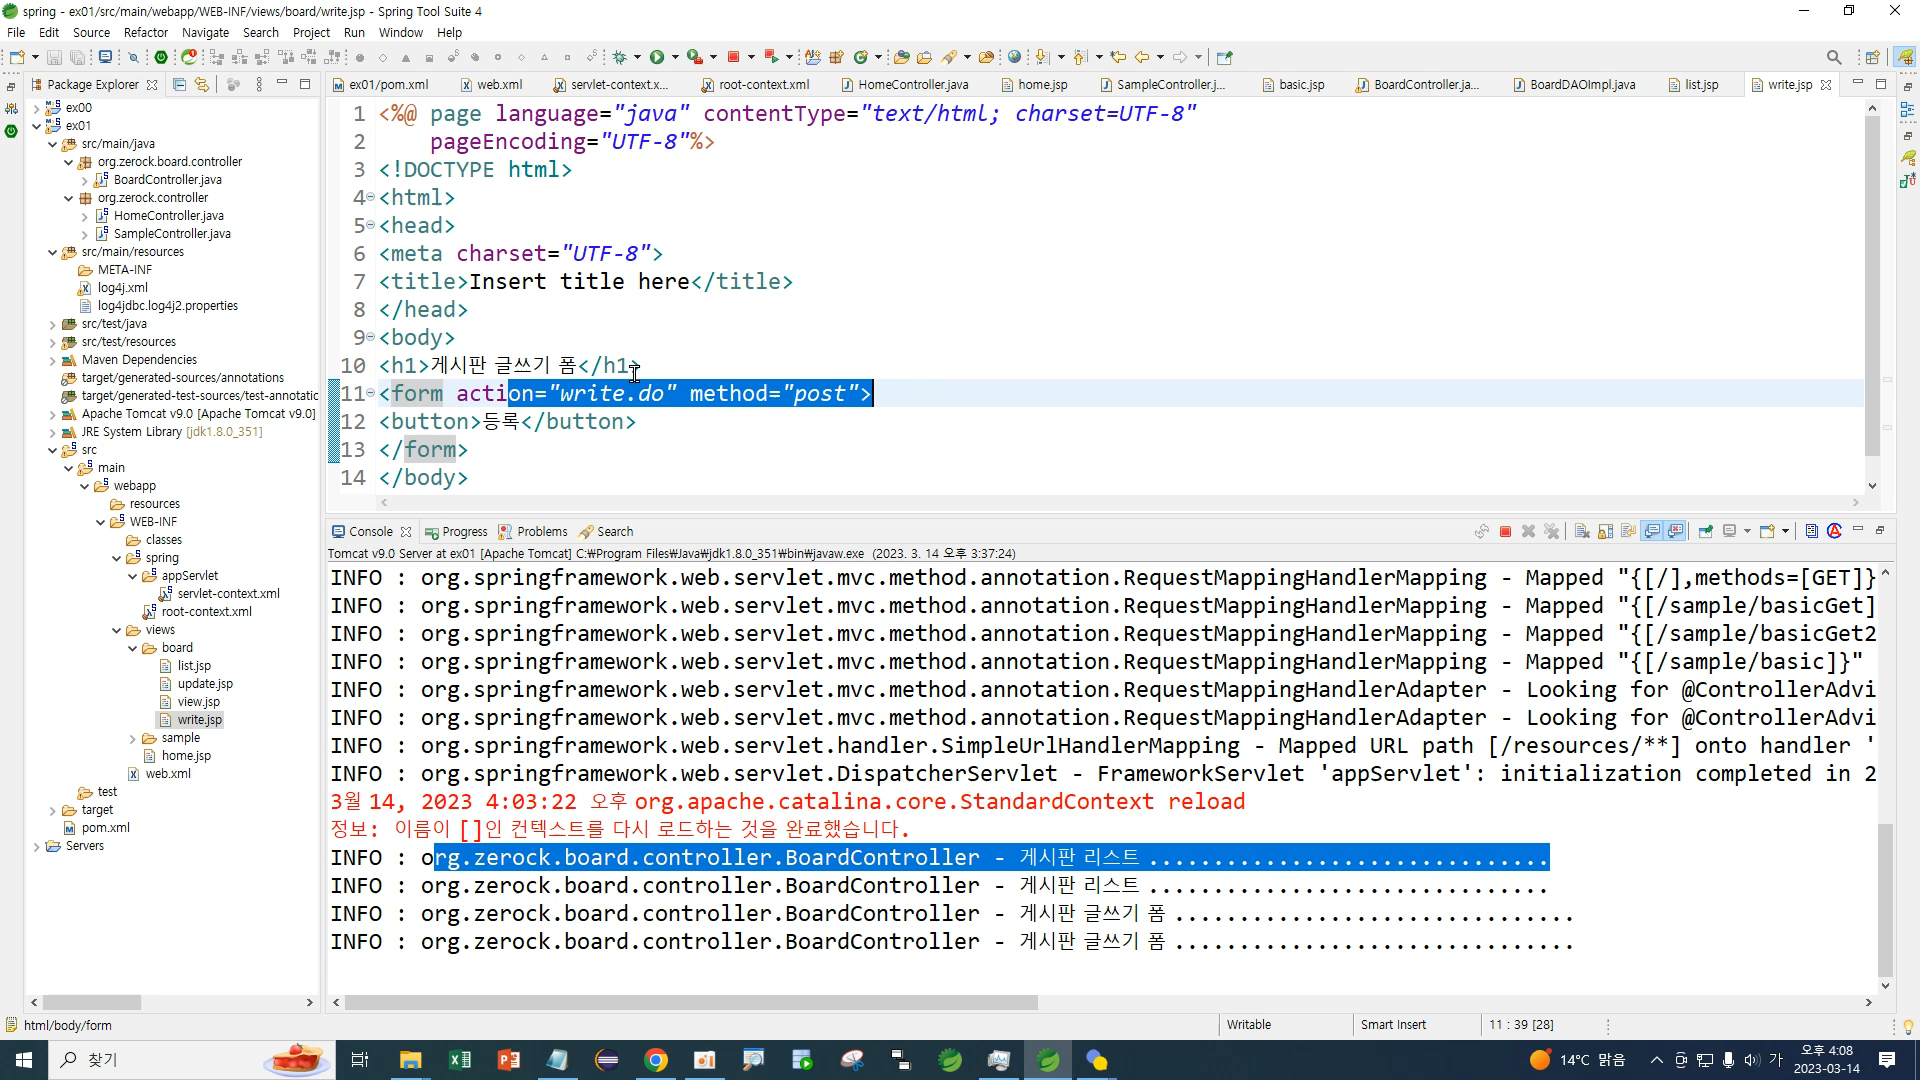 spring - ex01/src/main/webapp/WEB-INF/views/board/write.jsp - Spring Tool Suite 4
File Edit Source Refactor Navigate Search Project Run Window Help
Package Explorer
ex01/pom.xml web.xml servlet-context.x... root-context.xml HomeController.java home.jsp SampleController.j... basic.jsp BoardController.ja... BoardDAOImpl.java list.jsp write.jsp
ex00
ex01
src/main/java
org.zerock.board.controller
BoardController.java
org.zerock.controller
HomeController.java
SampleController.java
src/main/resources
META-INF
log4j.xml
log4jdbc.log4j2.properties
src/test/java
src/test/resources
Maven Dependencies
target/generated-sources/annotations
target/generated-test-sources/test-annotatio
Apache Tomcat v9.0 [Apache Tomcat v9.0]
JRE System Library [jdk1.8.0_351]
src
main
webapp
resources
WEB-INF
classes
spring
appServlet
servlet-context.xml
root-context.xml
views
board
list.jsp
update.jsp
view.jsp
write.jsp
sample
home.jsp
web.xml
test
target
pom.xml
Servers
1 <%@ page language="java" contentType="text/html; charset=UTF-8"
2 pageEncoding="UTF-8"%>
3 <!DOCTYPE html>
4 <html>
5 <head>
6 <meta charset="UTF-8">
7 <title>Insert title here</title>
8 </head>
9 <body>
10 <h1>게시판 글쓰기 폼</h1>
11 <form action="write.do" method="post">
12 <button>등록</button>
13 </form>
14 </body>
Console Progress Problems Search
Tomcat v9.0 Server at ex01 [Apache Tomcat] C:₩Program Files₩Java₩jdk1.8.0_351₩bin₩javaw.exe (2023. 3. 14 오후 3:37:24)
INFO : org.springframework.web.servlet.mvc.method.annotation.RequestMappingHandlerMapping - Mapped "{[/],methods=[GET]}
INFO : org.springframework.web.servlet.mvc.method.annotation.RequestMappingHandlerMapping - Mapped "{[/sample/basicGet]
INFO : org.springframework.web.servlet.mvc.method.annotation.RequestMappingHandlerMapping - Mapped "{[/sample/basicGet2
INFO : org.springframework.web.servlet.mvc.method.annotation.RequestMappingHandlerMapping - Mapped "{[/sample/basic]}"
INFO : org.springframework.web.servlet.mvc.method.annotation.RequestMappingHandlerAdapter - Looking for @ControllerAdvi
INFO : org.springframework.web.servlet.mvc.method.annotation.RequestMappingHandlerAdapter - Looking for @ControllerAdvi
INFO : org.springframework.web.servlet.handler.SimpleUrlHandlerMapping - Mapped URL path [/resources/**] onto handler '
INFO : org.springframework.web.servlet.DispatcherServlet - FrameworkServlet 'appServlet': initialization completed in 2
3월 14, 2023 4:03:22 오후 org.apache.catalina.core.StandardContext reload
정보: 이름이 []인 컨텍스트를 다시 로드하는 것을 완료했습니다.
INFO : org.zerock.board.controller.BoardController - 게시판 리스트 ...............................
INFO : org.zerock.board.controller.BoardController - 게시판 리스트 ...............................
INFO : org.zerock.board.controller.BoardController - 게시판 글쓰기 폼 ...............................
INFO : org.zerock.board.controller.BoardController - 게시판 글쓰기 폼 ...............................
html/body/form Writable Smart Insert 11 : 39 [28]
찾기 14°C 맑음 가 오후 4:08
2023-03-14